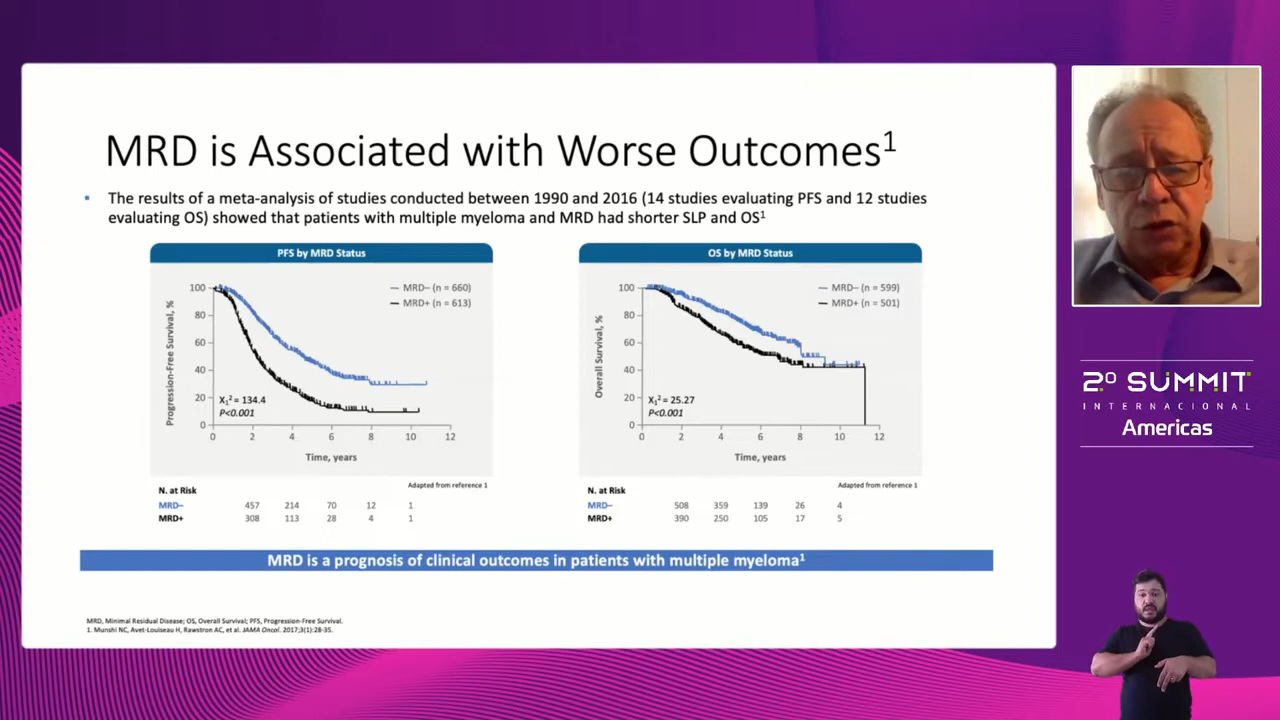 MRD is Associated with Worse Outcomes1
▪ The results of a meta-analysis of studies conducted between 1990 and 2016 (14 studies evaluating PFS and 12 studies
evaluating OS) showed that patients with multiple myeloma and MRD had shorter SLP and OS1
PFS by MRD Status
Progression-Free Survival, %
100
80
60
40
20
0
MRD– (n = 660)
MRD+ (n = 613)
X₁² = 134.4
P<0.001
0 2 4 6 8 10 12
Time, years
Adapted from reference 1
N. at Risk
MRD– 457 214 70 12 1
MRD+ 308 113 28 4 1
OS by MRD Status
Overall Survival, %
100
80
60
40
20
0
MRD– (n = 599)
MRD+ (n = 501)
X₁² = 25.27
P<0.001
0 2 4 6 8 10 12
Time, years
Adapted from reference 1
N. at Risk
MRD– 508 359 139 26 4
MRD+ 390 250 105 17 5
MRD is a prognosis of clinical outcomes in patients with multiple myeloma1
MRD, Minimal Residual Disease; OS, Overall Survival; PFS, Progression-Free Survival.
1. Munshi NC, Avet-Louiseau H, Rawstron AC, et al. JAMA Oncol. 2017;3(1):28-35.
2º SUMMIT
INTERNACIONAL
Americas